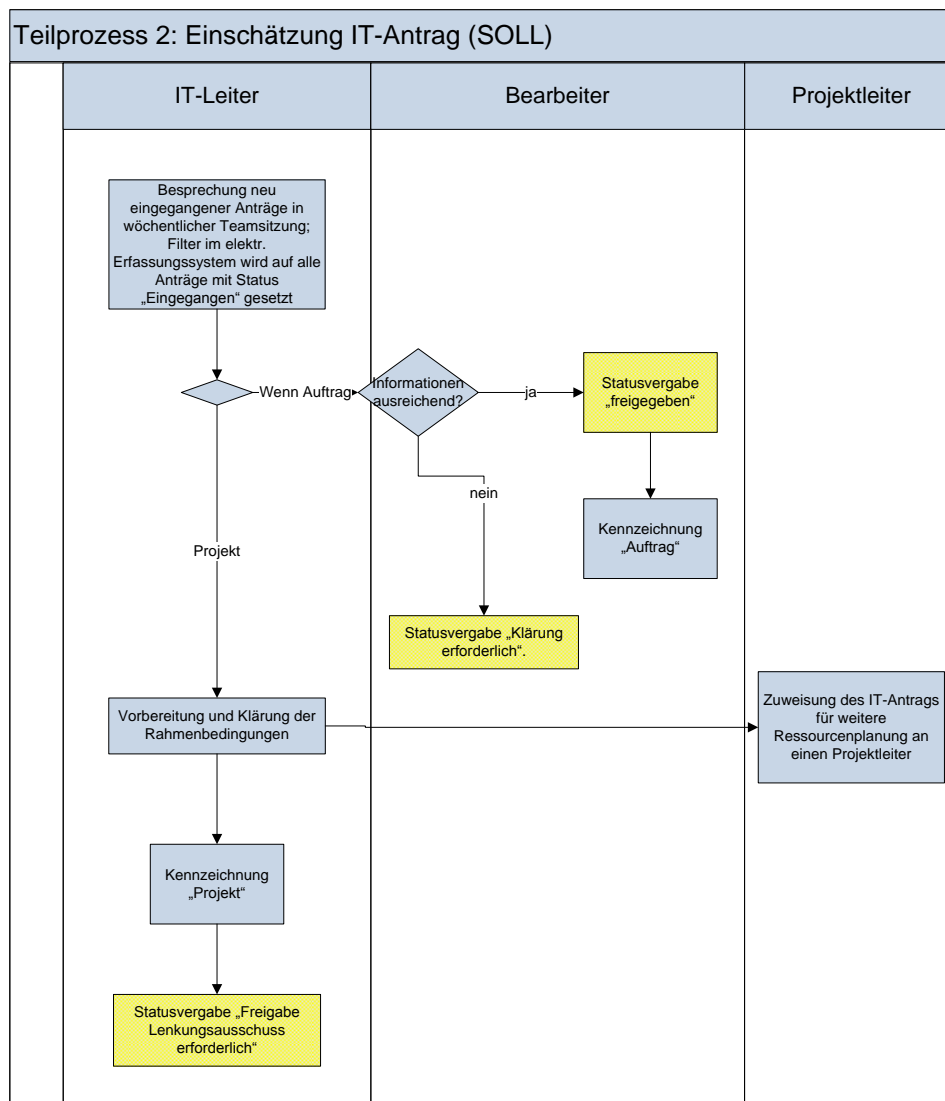 Teilprozess 2: Einschätzung IT-Antrag (SOLL)
IT-Leiter
Bearbeiter
Projektleiter
Besprechung neu
eingegangener Anträge in
wöchentlicher Teamsitzung;
Filter im elektr.
Erfassungssystem wird auf alle
Anträge mit Status
„Eingegangen“ gesetzt
Wenn Auftrag
Informationen
ausreichend?
ja
Statusvergabe
„freigegeben“
nein
Kennzeichnung
„Auftrag“
Projekt
Statusvergabe „Klärung
erforderlich“.
Vorbereitung und Klärung der
Rahmenbedingungen
Zuweisung des IT-Antrags
für weitere
Ressourcenplanung an
einen Projektleiter
Kennzeichnung
„Projekt“
Statusvergabe „Freigabe
Lenkungsausschuss
erforderlich“